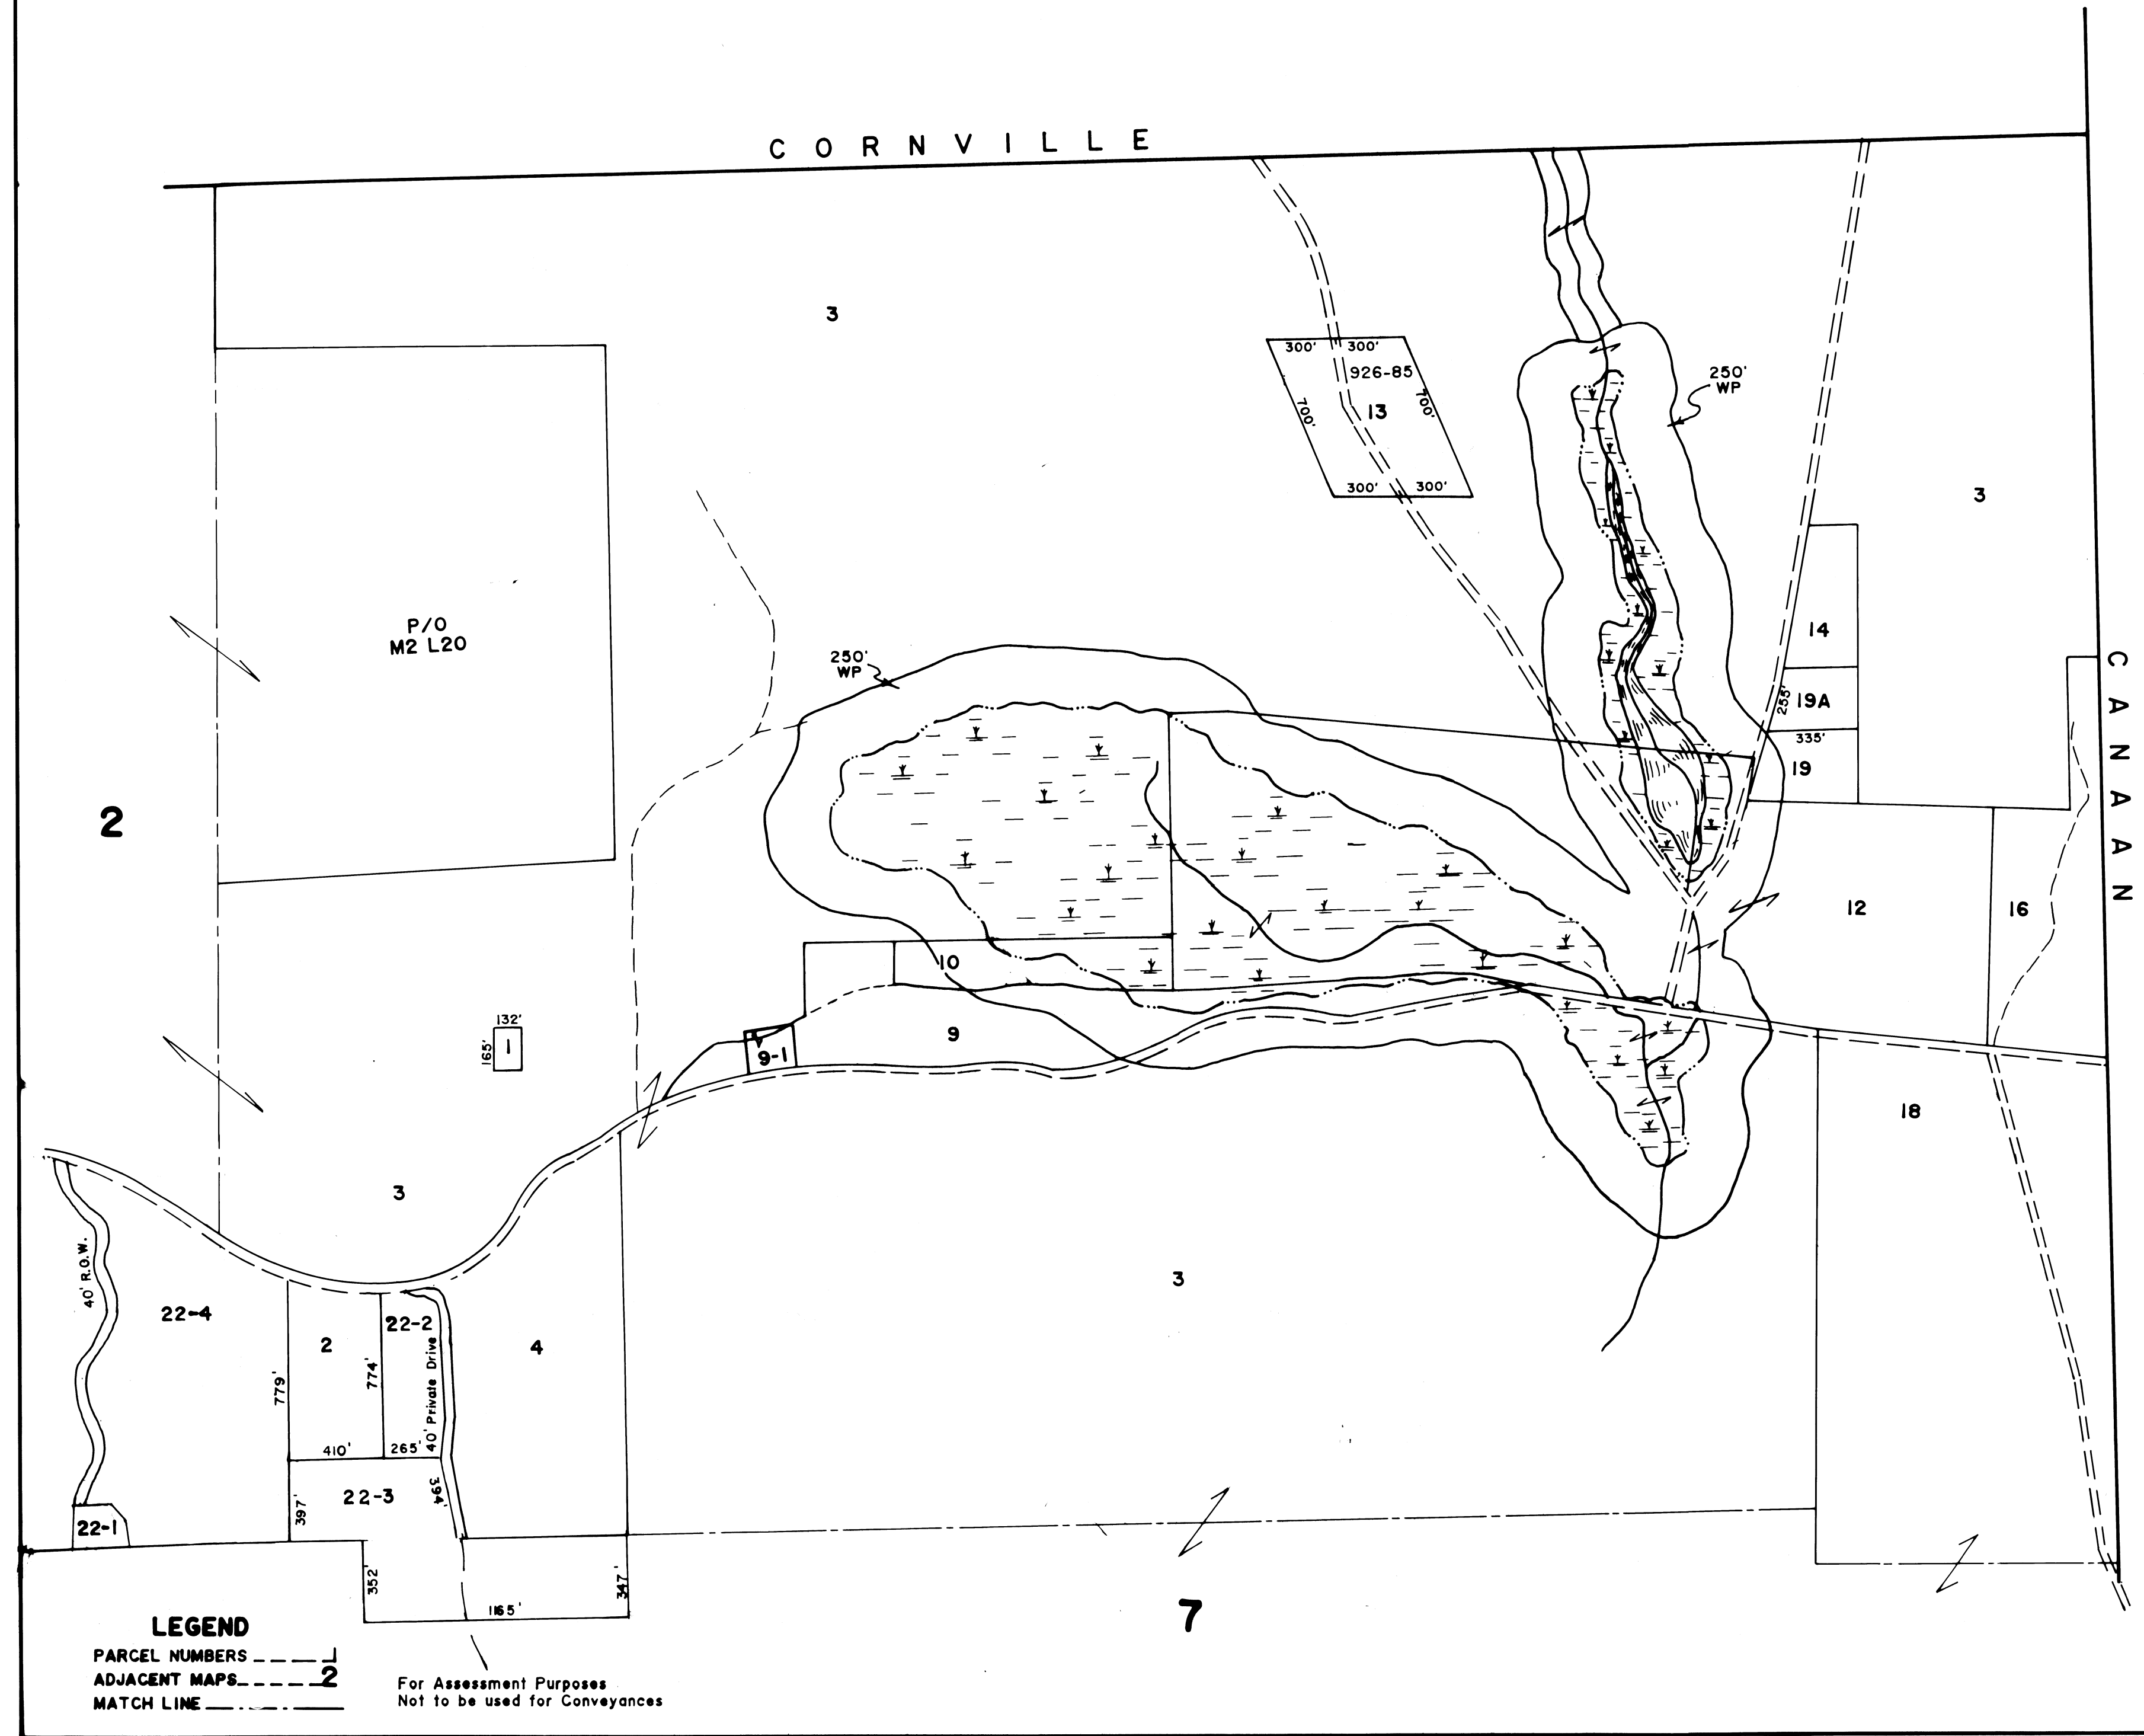 CORNVILLE
3
300' 300'
926-85
13
700'
700'
300' 300'
250'
WP
3
P/O
M2 L20
250'
WP
14
255'
19A
335'
19
CANAAN
2
12
16
10
132'
165'
1
9
9-1
18
3
3
40' R.O.W.
22-4
2
22-2
4
779'
774'
40' Private Drive
410'
265'
22-3
397'
394'
22-1
352'
347'
1165'
7
LEGEND
PARCEL NUMBERS 1
ADJACENT MAPS 2
MATCH LINE
For Assessment Purposes
Not to be used for Conveyances